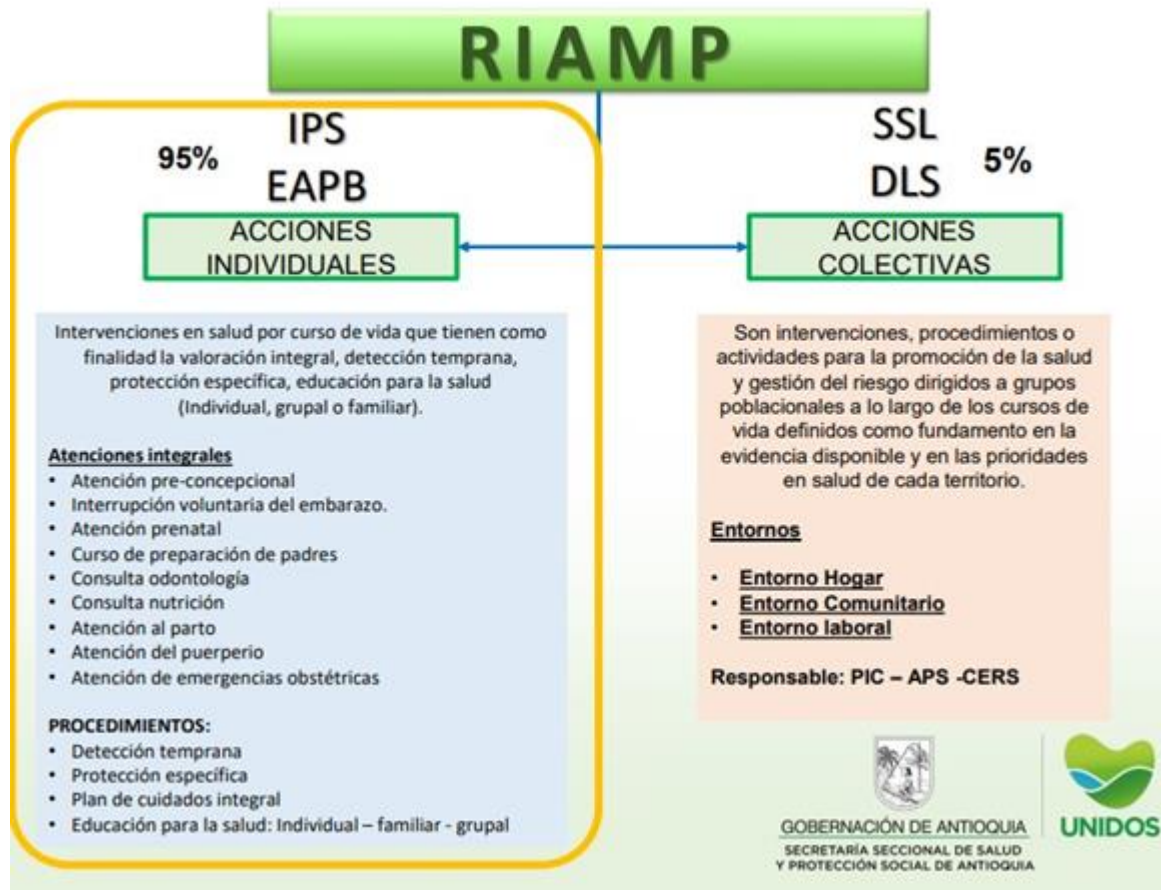 RIAMP
IPS
95%
EAPB
ACCIONES
INDIVIDUALES
Intervenciones en salud por curso de vida que tienen como
finalidad la valoración integral, detección temprana,
protección específica, educación para la salud
(Individual, grupal o familiar).
Atenciones integrales
• Atención pre-concepcional
• Interrupción voluntaria del embarazo.
• Atención prenatal
• Curso de preparación de padres
• Consulta odontología
• Consulta nutrición
• Atención al parto
• Atención del puerperio
• Atención de emergencias obstétricas
PROCEDIMIENTOS:
• Detección temprana
• Protección específica
• Plan de cuidados integral
• Educación para la salud: Individual – familiar - grupal
SSL
5%
DLS
ACCIONES
COLECTIVAS
Son intervenciones, procedimientos o
actividades para la promoción de la salud
y gestión del riesgo dirigidos a grupos
poblacionales a lo largo de los cursos de
vida definidos como fundamento en la
evidencia disponible y en las prioridades
en salud de cada territorio.
Entornos
• Entorno Hogar
• Entorno Comunitario
• Entorno laboral
Responsable: PIC – APS -CERS
GOBERNACIÓN DE ANTIOQUIA
SECRETARÍA SECCIONAL DE SALUD
Y PROTECCIÓN SOCIAL DE ANTIOQUIA
UNIDOS